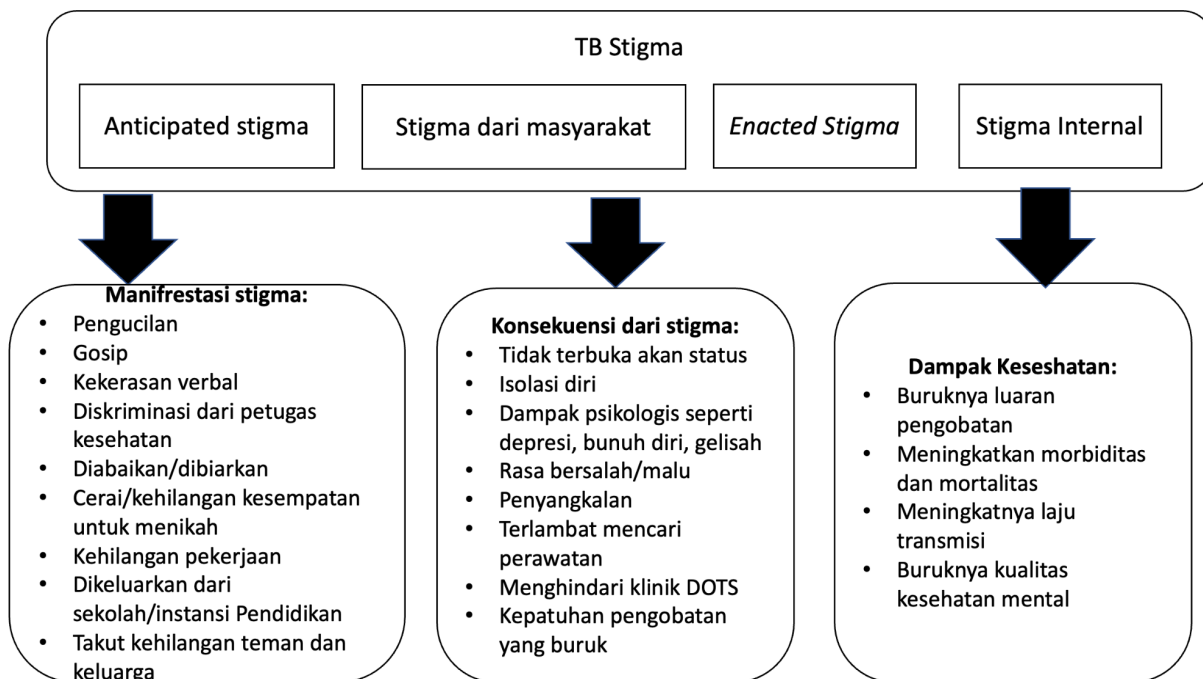 TB Stigma
Anticipated stigma
Stigma dari masyarakat
Enacted Stigma
Stigma Internal
Manifrestasi stigma:
• Pengucilan
• Gosip
• Kekerasan verbal
• Diskriminasi dari petugas
kesehatan
• Diabaikan/dibiarkan
• Cerai/kehilangan kesempatan
untuk menikah
• Kehilangan pekerjaan
• Dikeluarkan dari
sekolah/instansi Pendidikan
• Takut kehilangan teman dan
keluarga
Konsekuensi dari stigma:
• Tidak terbuka akan status
• Isolasi diri
• Dampak psikologis seperti
depresi, bunuh diri, gelisah
• Rasa bersalah/malu
• Penyangkalan
• Terlambat mencari
perawatan
• Menghindari klinik DOTS
• Kepatuhan pengobatan
yang buruk
Dampak Keseshatan:
• Buruknya luaran
pengobatan
• Meningkatkan morbiditas
dan mortalitas
• Meningkatnya laju
transmisi
• Buruknya kualitas
kesehatan mental